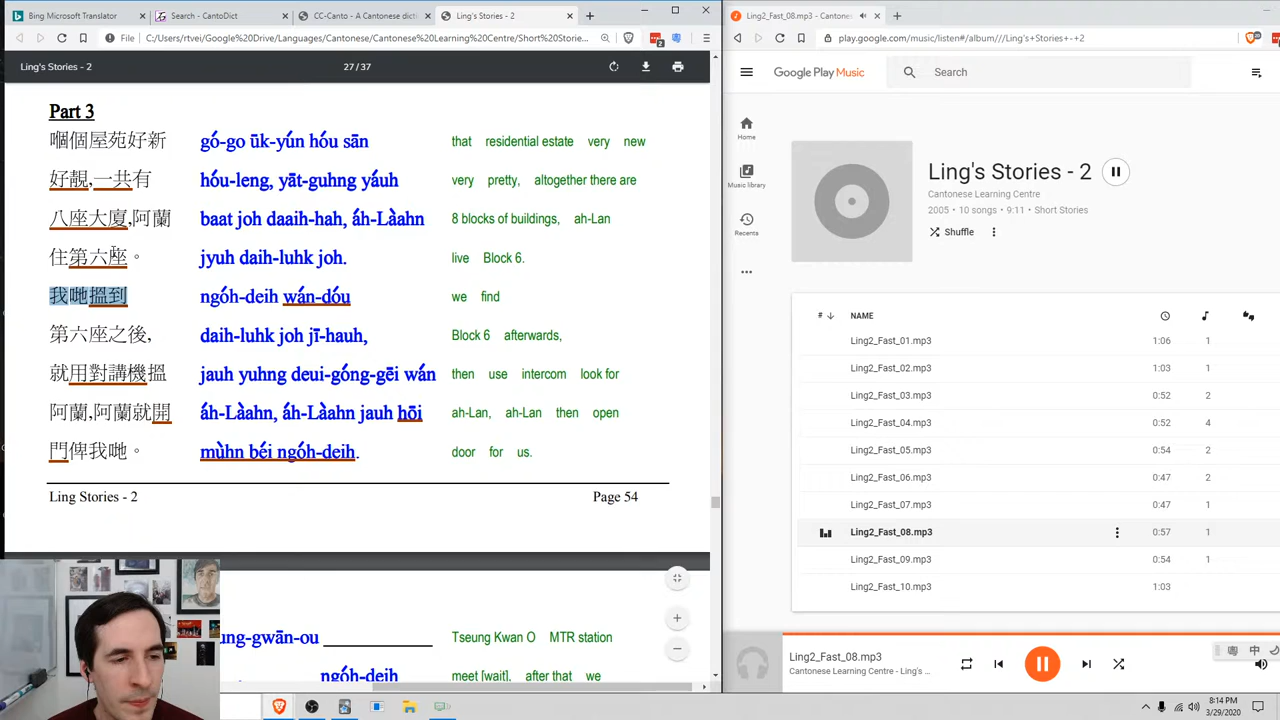 Bing Microsoft Translator
Search - CantoDict
CC-Canto - A Cantonese dicti
Ling's Stories - 2
Ling2_Fast_08.mp3 - Cantones
File
C:/Users/rtvei/Google%20Drive/Languages/Cantonese/Cantonese%20Learning%20Centre/Short%20Storie...
play.google.com/music/listen#/album///Ling's+Stories+-+2
Ling's Stories - 2
27/37
Google Play Music
Search
Part 3
嗰個屋苑好新 gó-go ūk-yún hóu sān that residential estate very new
好靚,一共有 hóu-leng, yāt-guhng yáuh very pretty, altogether there are
八座大廈,阿蘭 baat joh daaih-hah, áh-Làahn 8 blocks of buildings, ah-Lan
住第六座。 jyuh daih-luhk joh. live Block 6.
我哋搵到 ngóh-deih wán-dóu we find
第六座之後, daih-luhk joh jī-hauh, Block 6 afterwards,
就用對講機搵 jauh yuhng deui-góng-gēi wán then use intercom look for
阿蘭,阿蘭就開 áh-Làahn, áh-Làahn jauh hōi ah-Lan, ah-Lan then open
門俾我哋。 mùhn béi ngóh-deih. door for us.
Ling Stories - 2 Page 54
ung-gwān-ou ____________ Tseung Kwan O MTR station
ngóh-deih meet [wait], after that we
Home
Music library
Recents
Ling's Stories - 2
Cantonese Learning Centre
2005 • 10 songs • 9:11 • Short Stories
Shuffle
# NAME
Ling2_Fast_01.mp3 1:06 1
Ling2_Fast_02.mp3 1:03 1
Ling2_Fast_03.mp3 0:52 2
Ling2_Fast_04.mp3 0:52 4
Ling2_Fast_05.mp3 0:54 2
Ling2_Fast_06.mp3 0:47 2
Ling2_Fast_07.mp3 0:47 1
Ling2_Fast_08.mp3 0:57 1
Ling2_Fast_09.mp3 0:54 1
Ling2_Fast_10.mp3 1:03
Ling2_Fast_08.mp3
Cantonese Learning Centre - Ling's ...
中
8:14 PM
3/29/2020